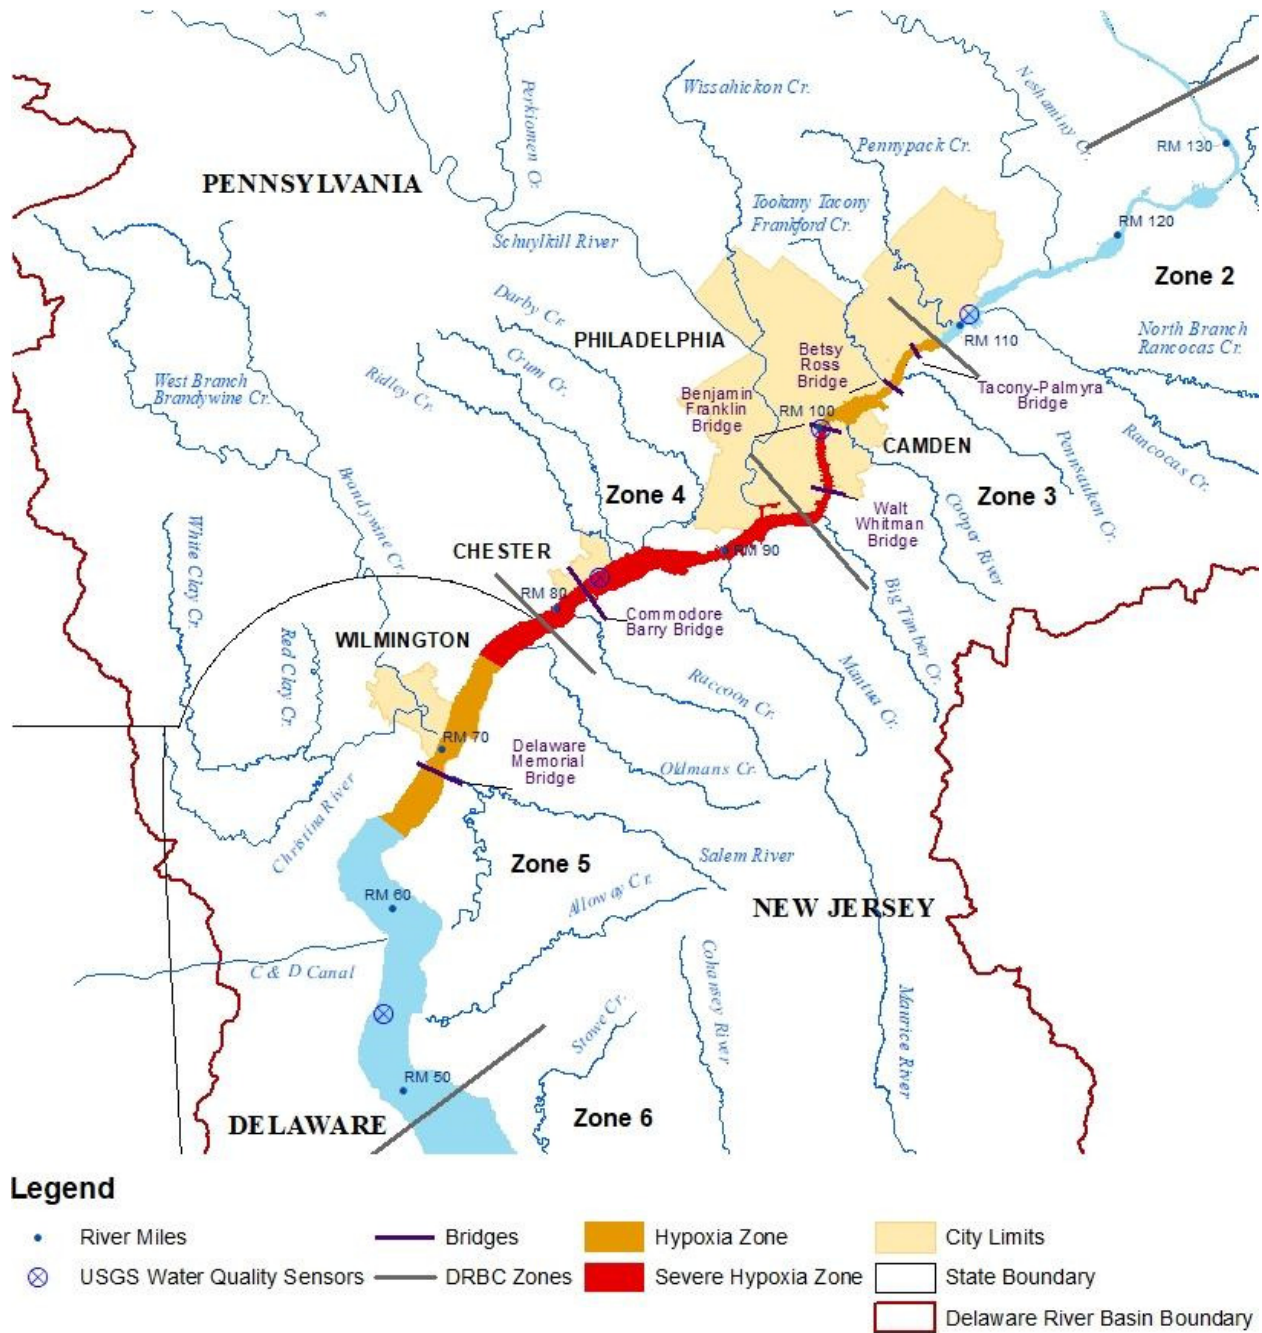 Perkiomen Cr.
Wissahickon Cr.
Neshaminy Cr.
RM 130
Pennypack Cr.
PENNSYLVANIA
Tookany Tacony
Frankford Cr.
RM 120
Schuylkill River
Zone 2
Darby Cr.
North Branch
Rancocas Cr.
PHILADELPHIA
RM 110
Betsy
Ross
Bridge
Crum Cr.
Ridley Cr.
West Branch
Brandywine Cr.
Tacony-Palmyra
Bridge
Benjamin
Franklin
Bridge
RM 100
CAMDEN
Rancocas Cr.
Pennsauken Cr.
Brandywine Cr.
Zone 4
Zone 3
Cooper River
Walt
Whitman
Bridge
White Clay Cr.
CHESTER
RM 90
Big Timber Cr.
RM 80
Commodore
Barry Bridge
WILMINGTON
Red Clay Cr.
Mantua Cr.
Raccoon Cr.
RM 70
Delaware
Memorial
Bridge
Oldmans Cr.
Christina River
Zone 5
Salem River
RM 60
Alloway Cr.
NEW JERSEY
C & D Canal
Cohansey River
Maurice River
Stowe Cr.
RM 50
DELAWARE
Zone 6
Legend
River Miles
Bridges
Hypoxia Zone
City Limits
USGS Water Quality Sensors
DRBC Zones
Severe Hypoxia Zone
State Boundary
Delaware River Basin Boundary